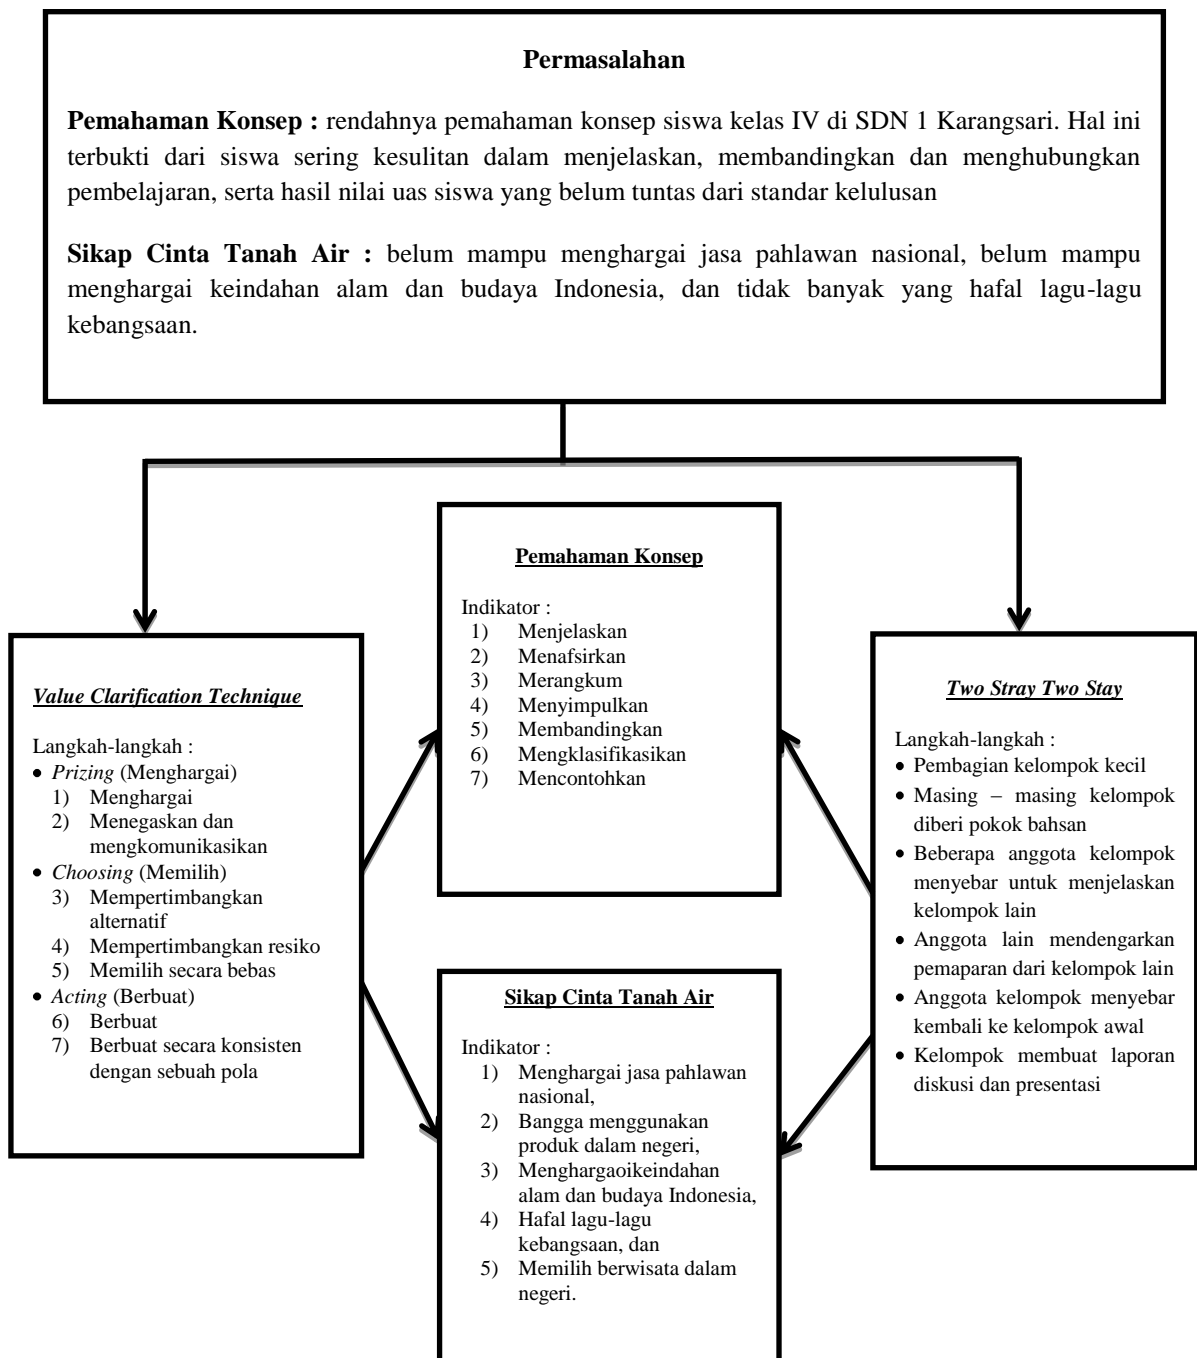 Permasalahan
Pemahaman Konsep : rendahnya pemahaman konsep siswa kelas IV di SDN 1 Karangsari. Hal ini
terbukti dari siswa sering kesulitan dalam menjelaskan, membandingkan dan menghubungkan
pembelajaran, serta hasil nilai uas siswa yang belum tuntas dari standar kelulusan
Sikap Cinta Tanah Air : belum mampu menghargai jasa pahlawan nasional, belum mampu
menghargai keindahan alam dan budaya Indonesia, dan tidak banyak yang hafal lagu-lagu
kebangsaan.
Value Clarification Technique
Langkah-langkah :
• Prizing (Menghargai)
1) Menghargai
2) Menegaskan dan
mengkomunikasikan
• Choosing (Memilih)
3) Mempertimbangkan
alternatif
4) Mempertimbangkan resiko
5) Memilih secara bebas
• Acting (Berbuat)
6) Berbuat
7) Berbuat secara konsisten
dengan sebuah pola
Pemahaman Konsep
Indikator :
1) Menjelaskan
2) Menafsirkan
3) Merangkum
4) Menyimpulkan
5) Membandingkan
6) Mengklasifikasikan
7) Mencontohkan
Sikap Cinta Tanah Air
Indikator :
1) Menghargai jasa pahlawan
nasional,
2) Bangga menggunakan
produk dalam negeri,
3) Menghargaoikeindahan
alam dan budaya Indonesia,
4) Hafal lagu-lagu
kebangsaan, dan
5) Memilih berwisata dalam
negeri.
Two Stray Two Stay
Langkah-langkah :
• Pembagian kelompok kecil
• Masing – masing kelompok
diberi pokok bahsan
• Beberapa anggota kelompok
menyebar untuk menjelaskan
kelompok lain
• Anggota lain mendengarkan
pemaparan dari kelompok lain
• Anggota kelompok menyebar
kembali ke kelompok awal
• Kelompok membuat laporan
diskusi dan presentasi